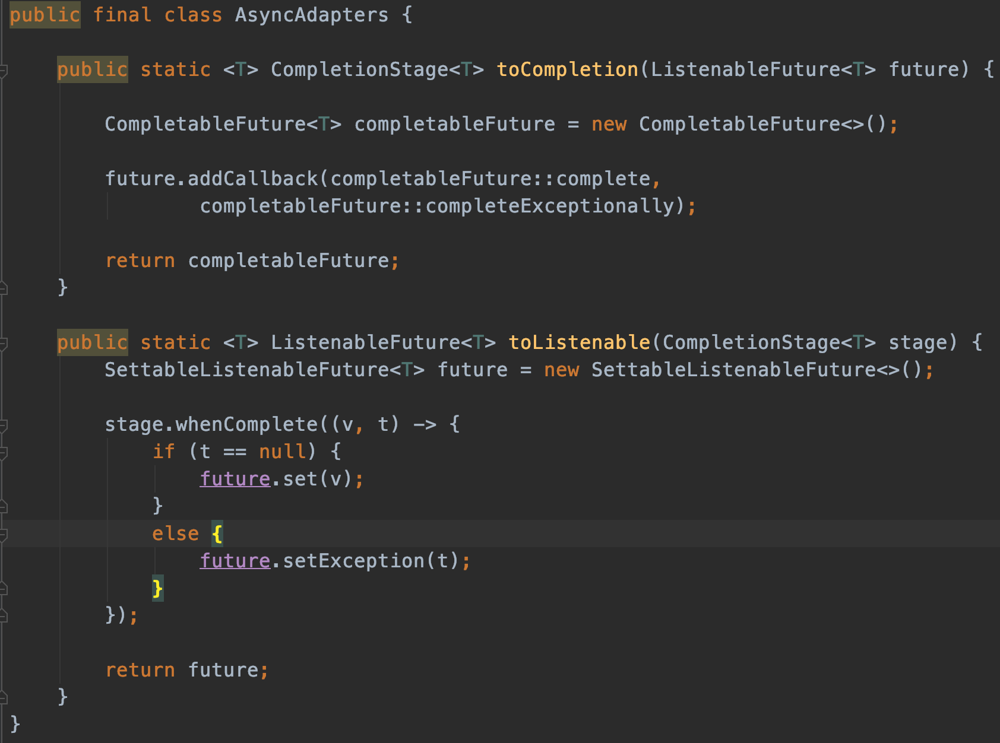 public final class AsyncAdapters {
public static <T> CompletionStage<T> toCompletion(ListenableFuture<T> future) {
CompletableFuture<T> completableFuture = new CompletableFuture<>();
future.addCallback(completableFuture::complete,
completableFuture::completeExceptionally);
return completableFuture;
}
public static <T> ListenableFuture<T> toListenable(CompletionStage<T> stage) {
SettableListenableFuture<T> future = new SettableListenableFuture<>();
stage.whenComplete((v, t) -> {
if (t == null) {
future.set(v);
}
else {
future.setException(t);
}
});
return future;
}
}